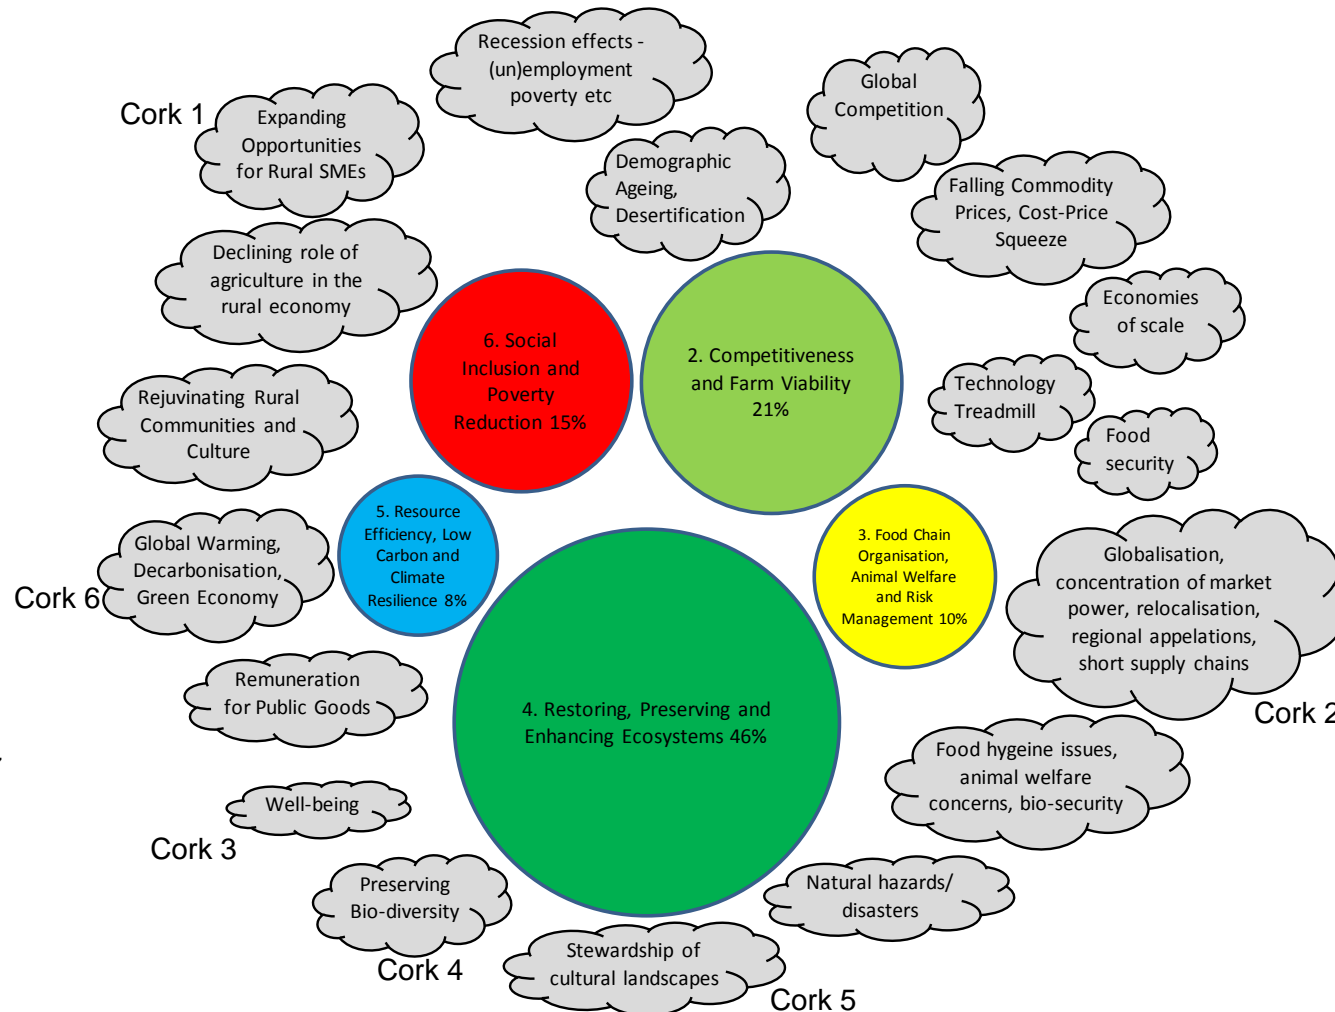 Recession effects -
(un)employment
poverty etc
Global
Competition
Cork 1
Expanding
Opportunities
for Rural SMEs
Demographic
Ageing,
Desertification
Falling Commodity
Prices, Cost-Price
Squeeze
Declining role of
agriculture in the
rural economy
Economies
of scale
6. Social
Inclusion and
Poverty
Reduction 15%
2. Competitiveness
and Farm Viability
21%
Technology
Treadmill
Rejuvinating Rural
Communities and
Culture
Food
security
5. Resource
Efficiency, Low
Carbon and
Climate
Resilience 8%
3. Food Chain
Organisation,
Animal Welfare
and Risk
Management 10%
Global Warming,
Decarbonisation,
Green Economy
Cork 6
Globalisation,
concentration of market
power, relocalisation,
regional appelations,
short supply chains
Cork 2
Remuneration
for Public Goods
4. Restoring, Preserving and
Enhancing Ecosystems 46%
Food hygeine issues,
animal welfare
concerns, bio-security
Well-being
Cork 3
Preserving
Bio-diversity
Cork 4
Natural hazards/
disasters
Stewardship of
cultural landscapes
Cork 5